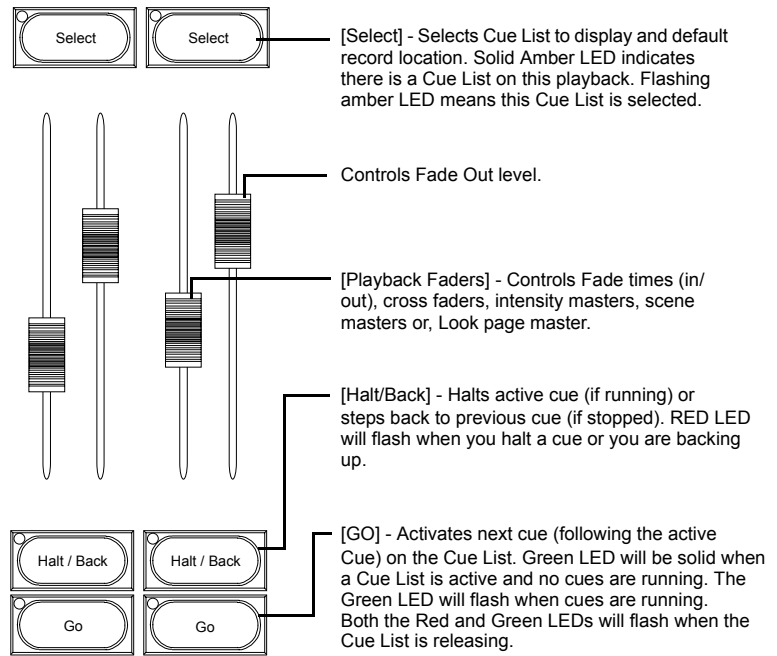 Select
Select
[Select] - Selects Cue List to display and default
record location. Solid Amber LED indicates
there is a Cue List on this playback. Flashing
amber LED means this Cue List is selected.
Controls Fade Out level.
[Playback Faders] - Controls Fade times (in/
out), cross faders, intensity masters, scene
masters or, Look page master.
[Halt/Back] - Halts active cue (if running) or
steps back to previous cue (if stopped). RED LED
will flash when you halt a cue or you are backing
up.
Halt / Back
Halt / Back
[GO] - Activates next cue (following the active
Cue) on the Cue List. Green LED will be solid when
a Cue List is active and no cues are running. The
Green LED will flash when cues are running.
Both the Red and Green LEDs will flash when the
Cue List is releasing.
Go
Go